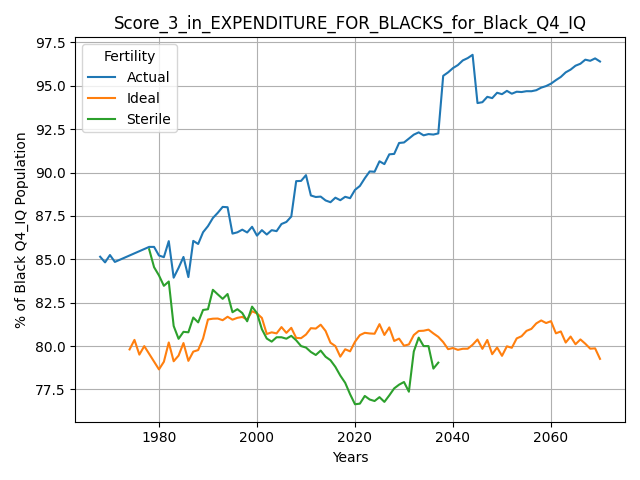 Score_3_in_EXPENDITURE_FOR_BLACKS_for_Black_Q4_IQ
Fertility
Actual
Ideal
Sterile
% of Black Q4_IQ Population
97.5
95.0
92.5
90.0
87.5
85.0
82.5
80.0
77.5
1980
2000
2020
2040
2060
Years